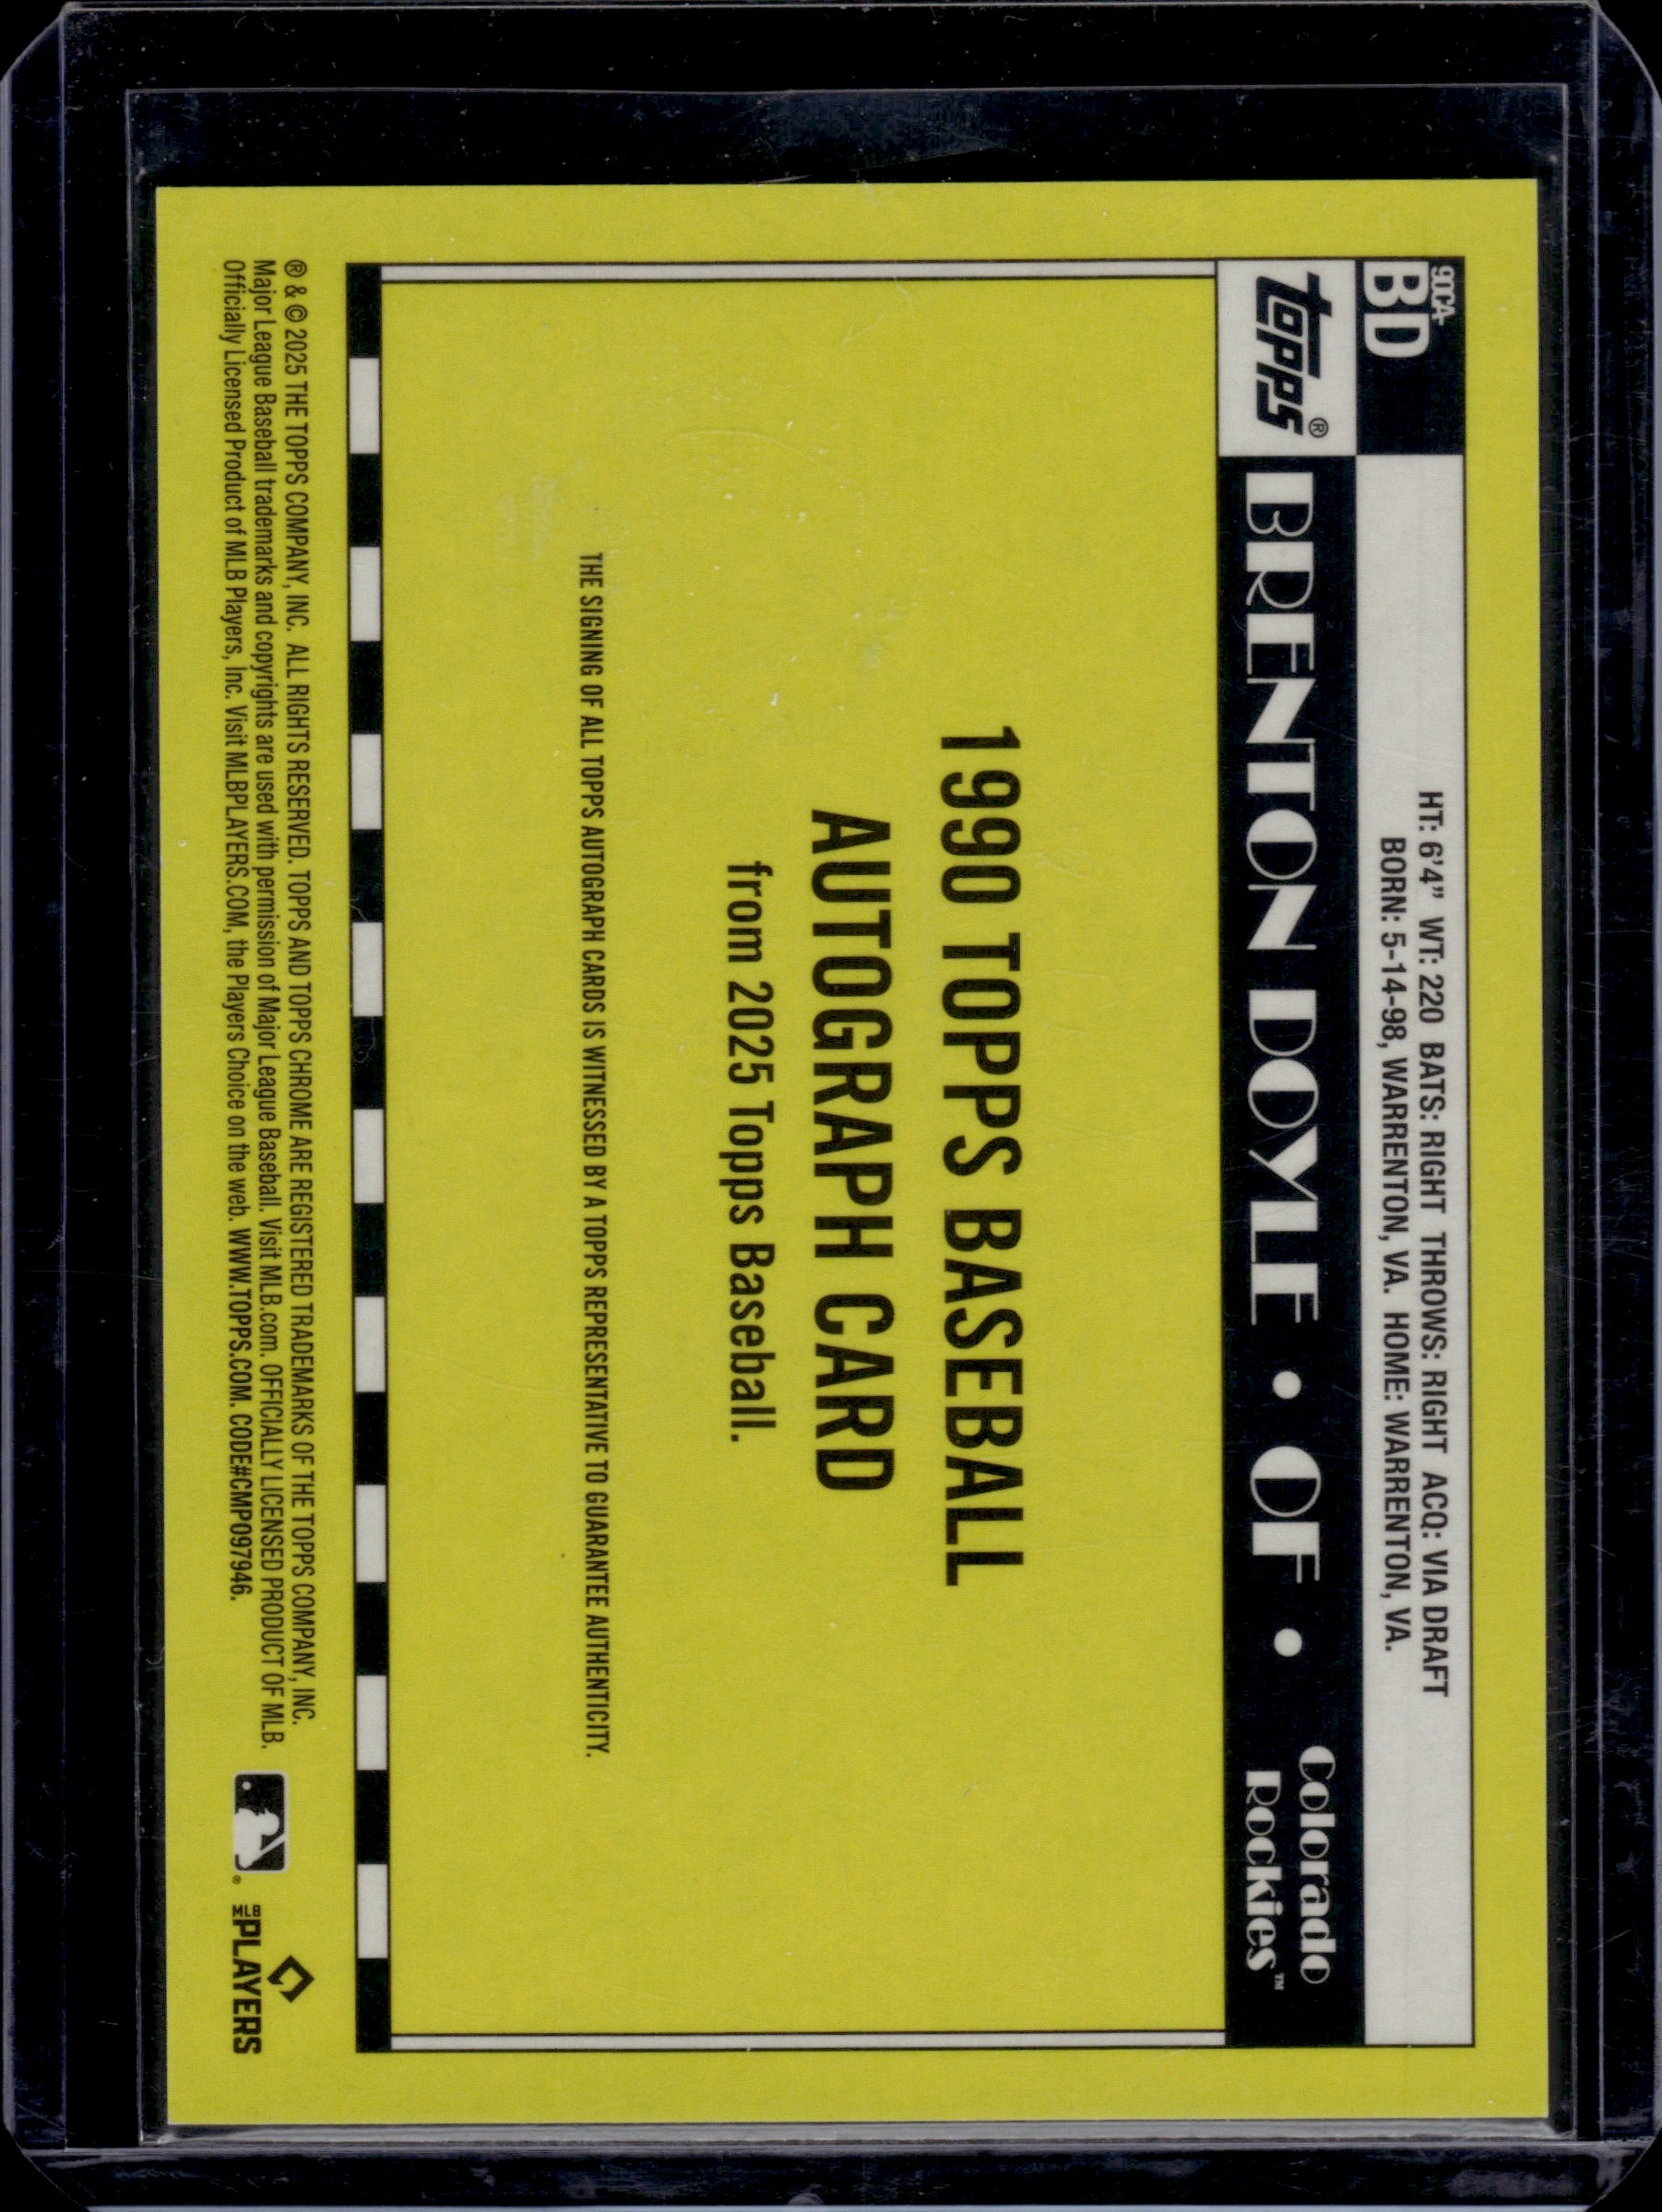 90CA-
BD
HT: 6'4" WT: 220 BATS: RIGHT THROWS: RIGHT ACQ: VIA DRAFT
BORN: 5-14-98, WARRENTON, VA. HOME: WARRENTON, VA.
topps®
BRENTON DOYLE • OF •
Colorado
Rockies™
1990 TOPPS BASEBALL
AUTOGRAPH CARD
from 2025 Topps Baseball.
THE SIGNING OF ALL TOPPS AUTOGRAPH CARDS IS WITNESSED BY A TOPPS REPRESENTATIVE TO GUARANTEE AUTHENTICITY.
® & © 2025 THE TOPPS COMPANY, INC. ALL RIGHTS RESERVED. TOPPS AND TOPPS CHROME ARE REGISTERED TRADEMARKS OF THE TOPPS COMPANY, INC.
Major League Baseball trademarks and copyrights are used with permission of Major League Baseball. Visit MLB.com. OFFICIALLY LICENSED PRODUCT OF MLB.
Officially Licensed Product of MLB Players, Inc. Visit MLBPLAYERS.COM, the Players Choice on the web. WWW.TOPPS.COM. CODE#CMP097946.
MLB
PLAYERS